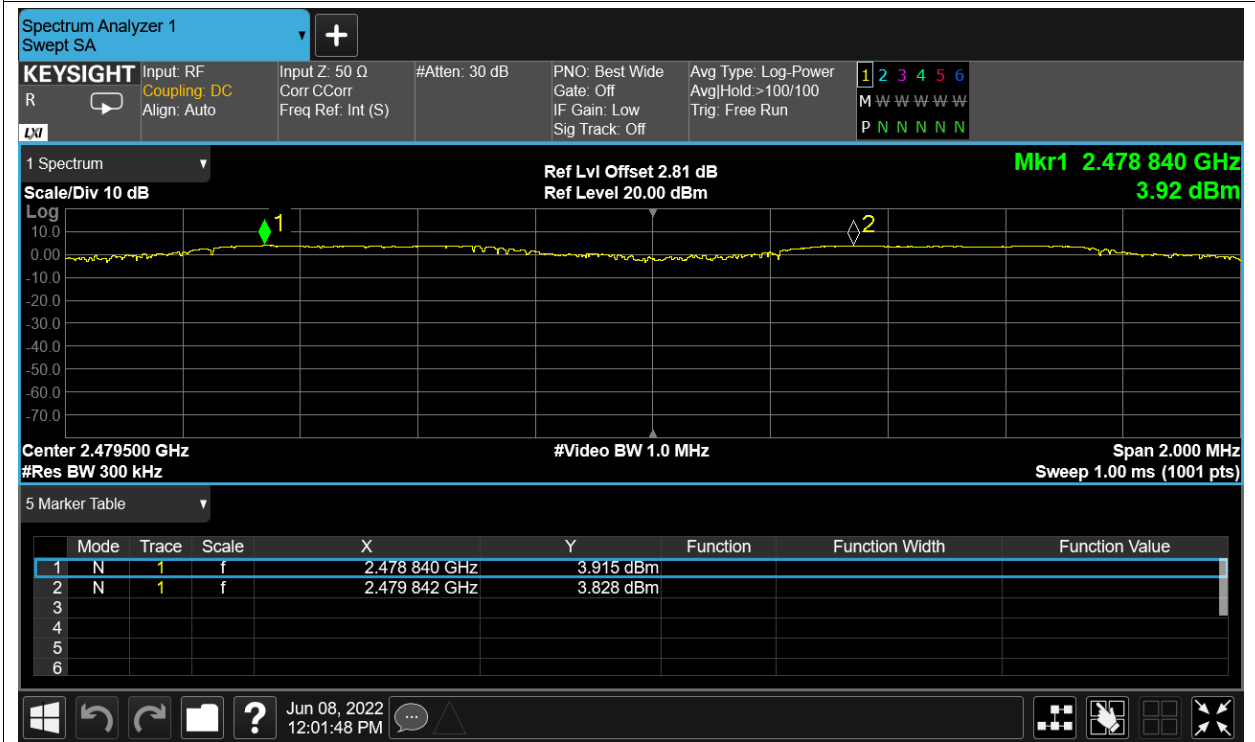 Spectrum Analyzer 1
Swept SA
+
KEYSIGHT Input: RF Input Z: 50 Ω #Atten: 30 dB PNO: Best Wide Avg Type: Log-Power 1 2 3 4 5 6
R Coupling: DC Corr CCorr Gate: Off Avg|Hold:>100/100 M W W W W W
Align: Auto Freq Ref: Int (S) IF Gain: Low Trig: Free Run
LXI Sig Track: Off P N N N N N
1 Spectrum Ref Lvl Offset 2.81 dB Mkr1 2.478 840 GHz
Scale/Div 10 dB Ref Level 20.00 dBm 3.92 dBm
Log
1 2
10.0
0.00
-10.0
-20.0
-30.0
-40.0
-50.0
-60.0
-70.0
Center 2.479500 GHz #Video BW 1.0 MHz Span 2.000 MHz
#Res BW 300 kHz Sweep 1.00 ms (1001 pts)
5 Marker Table
Mode Trace Scale X Y Function Function Width Function Value
1 N 1 f 2.478 840 GHz 3.915 dBm
2 N 1 f 2.479 842 GHz 3.828 dBm
3
4
5
6
? Jun 08, 2022
12:01:48 PM